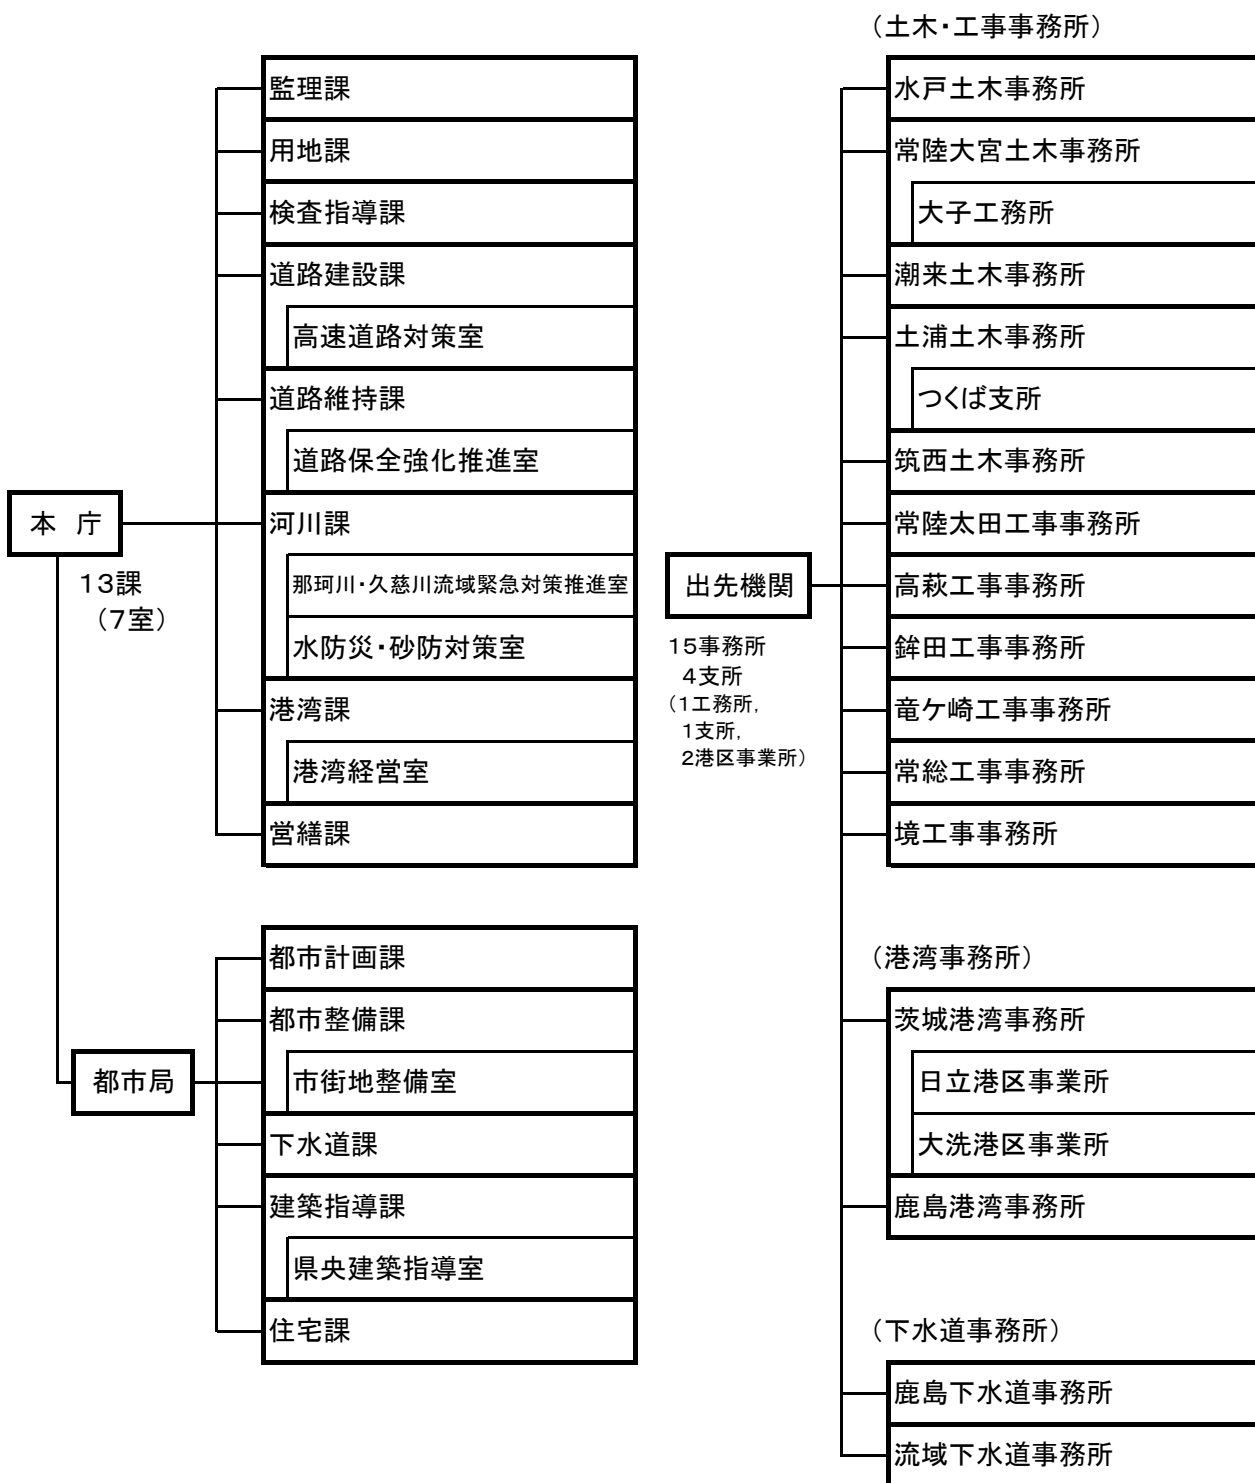 本 庁
13課
（7室）
監理課
用地課
検査指導課
道路建設課
高速道路対策室
道路維持課
道路保全強化推進室
河川課
那珂川・久慈川流域緊急対策推進室
水防災・砂防対策室
港湾課
港湾経営室
営繕課
都市局
都市計画課
都市整備課
市街地整備室
下水道課
建築指導課
県央建築指導室
住宅課
出先機関
15事務所
4支所
（1工務所，
1支所，
2港区事業所）
（土木・工事事務所）
水戸土木事務所
常陸大宮土木事務所
大子工務所
潮来土木事務所
土浦土木事務所
つくば支所
筑西土木事務所
常陸太田工事事務所
高萩工事事務所
鉾田工事事務所
竜ケ崎工事事務所
常総工事事務所
境工事事務所
（港湾事務所）
茨城港湾事務所
日立港区事業所
大洗港区事業所
鹿島港湾事務所
（下水道事務所）
鹿島下水道事務所
流域下水道事務所